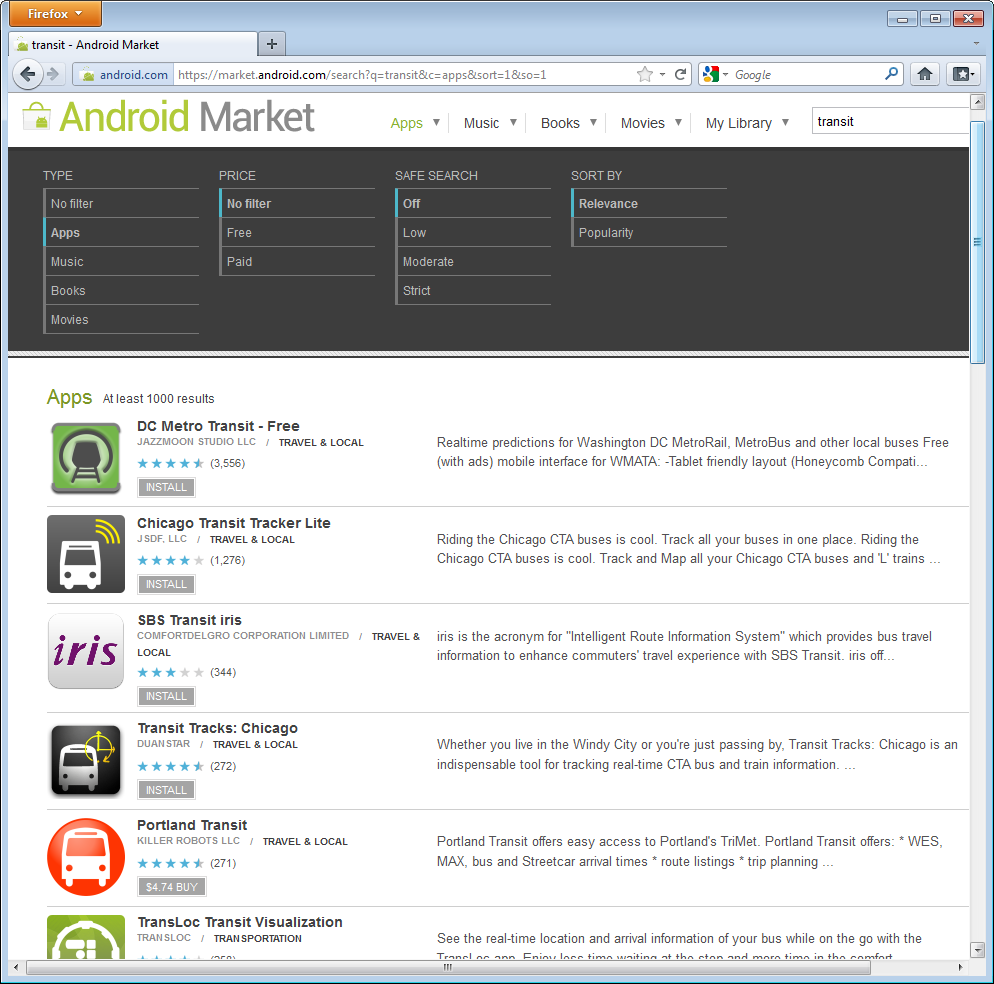 Firefox
transit - Android Market
android.com https://market.android.com/search?q=transit&c=apps&sort=1&so=1 Google
Android Market Apps Music Books Movies My Library transit
TYPE PRICE SAFE SEARCH SORT BY
No filter No filter Off Relevance
Apps Free Low Popularity
Music Paid Moderate
Books Strict
Movies
Apps At least 1000 results
DC Metro Transit - Free
JAZZMOON STUDIO LLC / TRAVEL & LOCAL
(3,556)
INSTALL
Realtime predictions for Washington DC MetroRail, MetroBus and other local buses Free
(with ads) mobile interface for WMATA: -Tablet friendly layout (Honeycomb Compati...
Chicago Transit Tracker Lite
JSDF, LLC / TRAVEL & LOCAL
(1,276)
INSTALL
Riding the Chicago CTA buses is cool. Track all your buses in one place. Riding the
Chicago CTA buses is cool. Track and Map all your Chicago CTA buses and 'L' trains ...
iris
SBS Transit iris
COMFORTDELGRO CORPORATION LIMITED / TRAVEL &
LOCAL
(344)
INSTALL
iris is the acronym for "Intelligent Route Information System" which provides bus travel
information to enhance commuters' travel experience with SBS Transit. iris off...
Transit Tracks: Chicago
DUANSTAR / TRAVEL & LOCAL
(272)
INSTALL
Whether you live in the Windy City or you're just passing by, Transit Tracks: Chicago is an
indispensable tool for tracking real-time CTA bus and train information. ...
Portland Transit
KILLER ROBOTS LLC / TRAVEL & LOCAL
(271)
$4.74 BUY
Portland Transit offers easy access to Portland's TriMet. Portland Transit offers: * WES,
MAX, bus and Streetcar arrival times * route listings * trip planning ...
TransLoc Transit Visualization
TRANSLOC / TRANSPORTATION
See the real-time location and arrival information of your bus while on the go with the
TransLoc app. Enjoy less time waiting at the stop and more time in the comfort